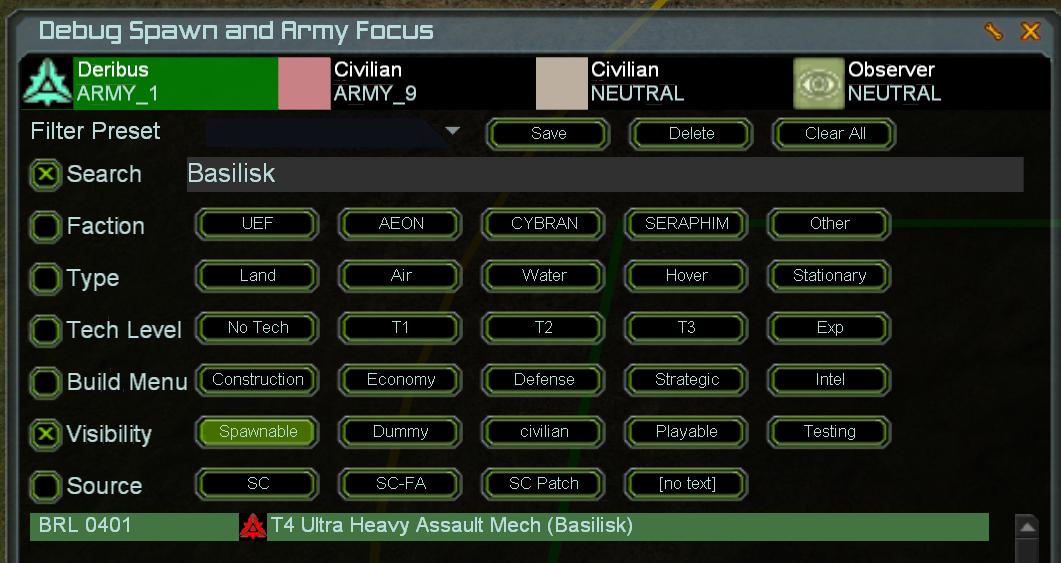 Debug Spawn and Army Focus
Deribus Civilian Civilian Observer
ARMY_1 ARMY_9 NEUTRAL NEUTRAL
Filter Preset Save Delete Clear All
Search Basilisk
Faction UEF AEON CYBRAN SERAPHIM Other
Type Land Air Water Hover Stationary
Tech Level No Tech T1 T2 T3 Exp
Build Menu Construction Economy Defense Strategic Intel
Visibility Spawnable Dummy civilian Playable Testing
Source SC SC-FA SC Patch [no text]
BRL 0401 T4 Ultra Heavy Assault Mech (Basilisk)